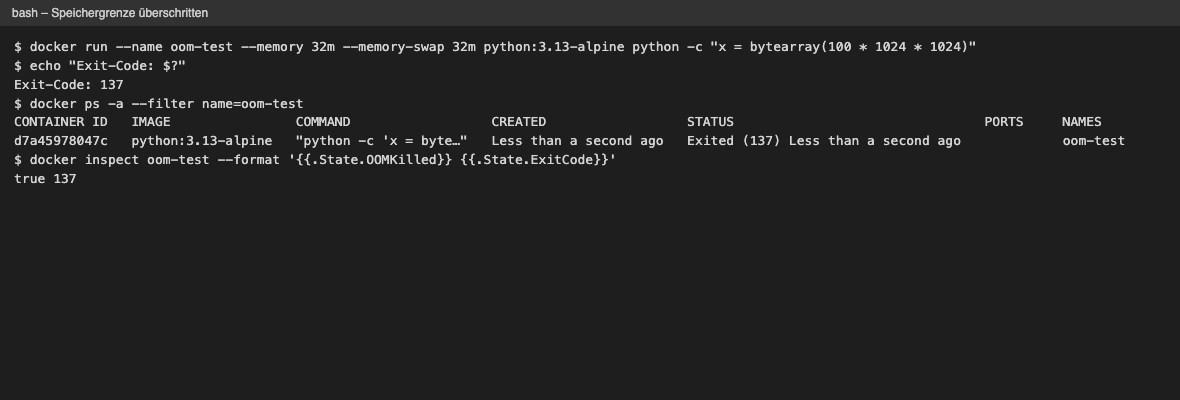 bash – Speichergrenze überschritten
$ docker run --name oom-test --memory 32m --memory-swap 32m python:3.13-alpine python -c "x = bytearray(100 * 1024 * 1024)"
$ echo "Exit-Code: $?"
Exit-Code: 137
$ docker ps -a --filter name=oom-test
CONTAINER ID   IMAGE                COMMAND                  CREATED                  STATUS                                PORTS     NAMES
d7a45978047c   python:3.13-alpine   "python -c 'x = byte…"   Less than a second ago   Exited (137) Less than a second ago             oom-test
$ docker inspect oom-test --format '{{.State.OOMKilled}} {{.State.ExitCode}}'
true 137